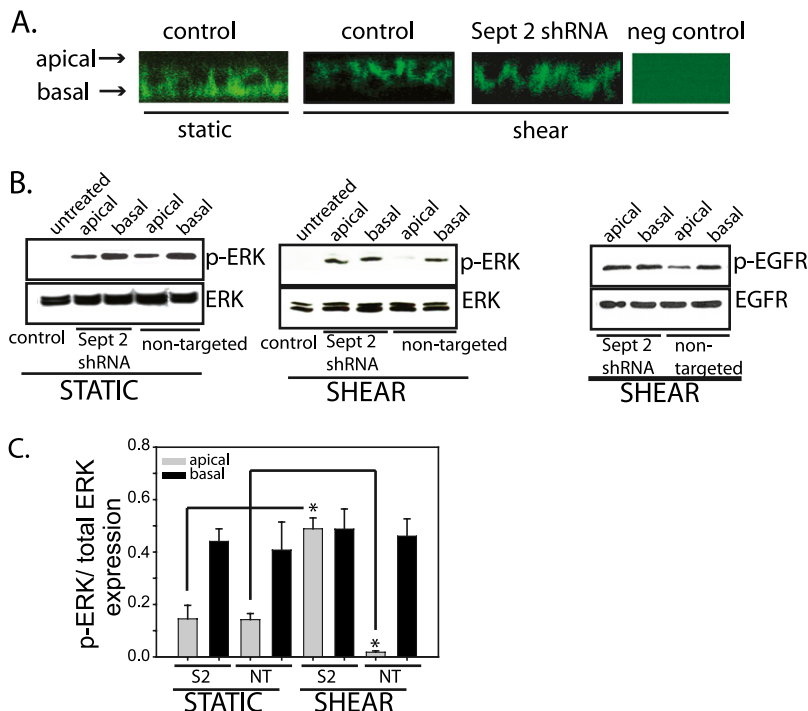 A.
control control Sept 2 shRNA neg control
apical →
basal →
static shear
B.
untreated apical basal apical basal
p-ERK
ERK
control Sept 2 shRNA non-targeted
STATIC
untreated apical basal apical basal
p-ERK
ERK
control Sept 2 shRNA non-targeted
SHEAR
apical basal apical basal
p-EGFR
EGFR
Sept 2 shRNA non-targeted
SHEAR
C.
p-ERK/ total ERK
expression
0.8
0.6
0.4
0.2
0.0
apical
basal
*
*
S2 NT S2 NT
STATIC SHEAR